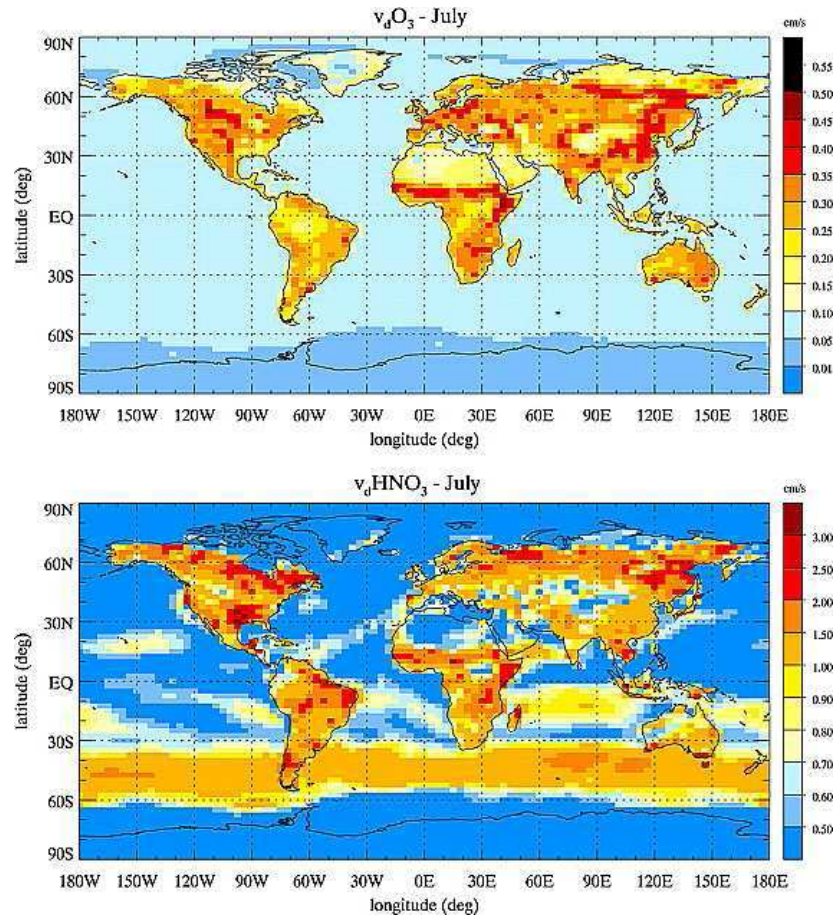 v_dO_3 - July
cm/s
90N
60N
30N
EQ
30S
60S
90S
latitude (deg)
180W 150W 120W 90W 60W 30W 0E 30E 60E 90E 120E 150E 180E
longitude (deg)
0.55
0.50
0.45
0.40
0.35
0.30
0.25
0.20
0.15
0.10
0.05
0.01
v_dHNO_3 - July
cm/s
90N
60N
30N
EQ
30S
60S
90S
latitude (deg)
180W 150W 120W 90W 60W 30W 0E 30E 60E 90E 120E 150E 180E
longitude (deg)
3.00
2.00
1.50
1.00
0.90
0.80
0.70
0.60
0.50